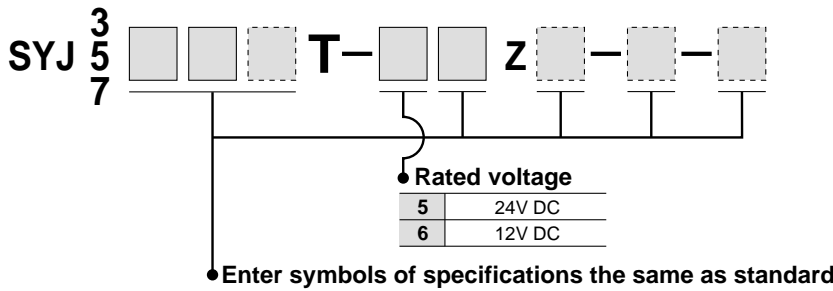 3
SYJ 5 T– Z – –
7
Rated voltage
5 24V DC
6 12V DC
Enter symbols of specifications the same as standard